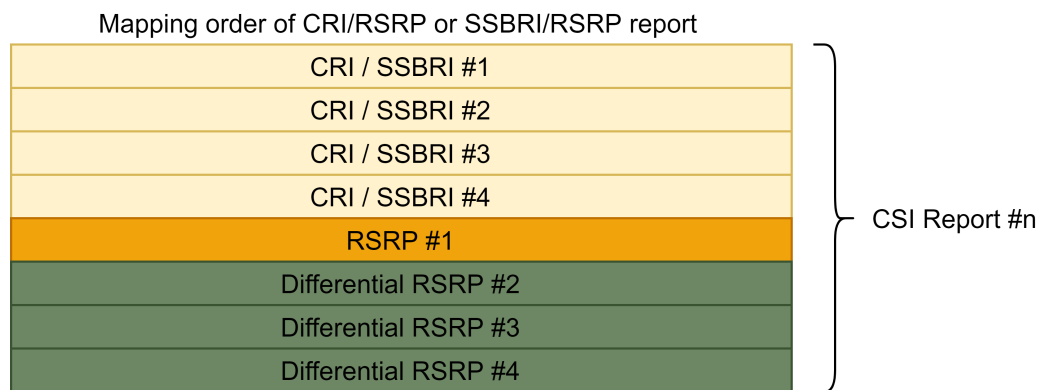 Mapping order of CRI/RSRP or SSBRI/RSRP report
CRI / SSBRI #1
CRI / SSBRI #2
CRI / SSBRI #3
CRI / SSBRI #4
RSRP #1
Differential RSRP #2
Differential RSRP #3
Differential RSRP #4
CSI Report #n